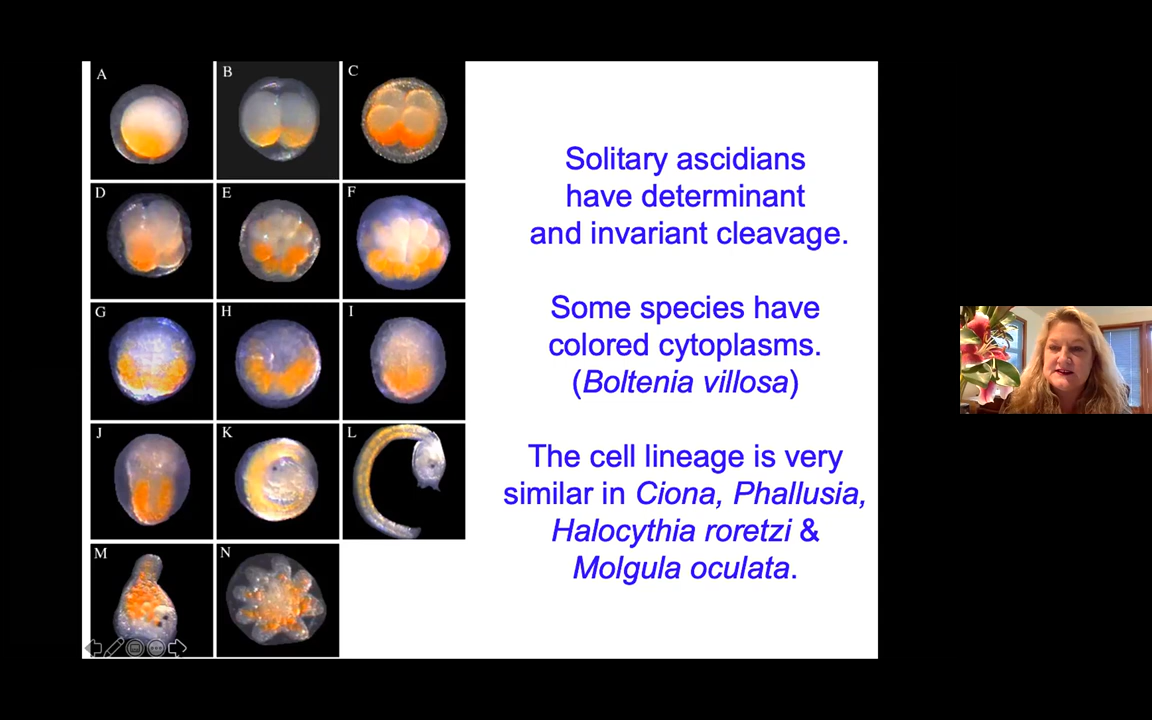 A
B
C
D
E
F
G
H
I
J
K
L
M
N
Solitary ascidians
have determinant
and invariant cleavage.
Some species have
colored cytoplasms.
(Boltenia villosa)
The cell lineage is very
similar in Ciona, Phallusia,
Halocythia roretzi &
Molgula oculata.